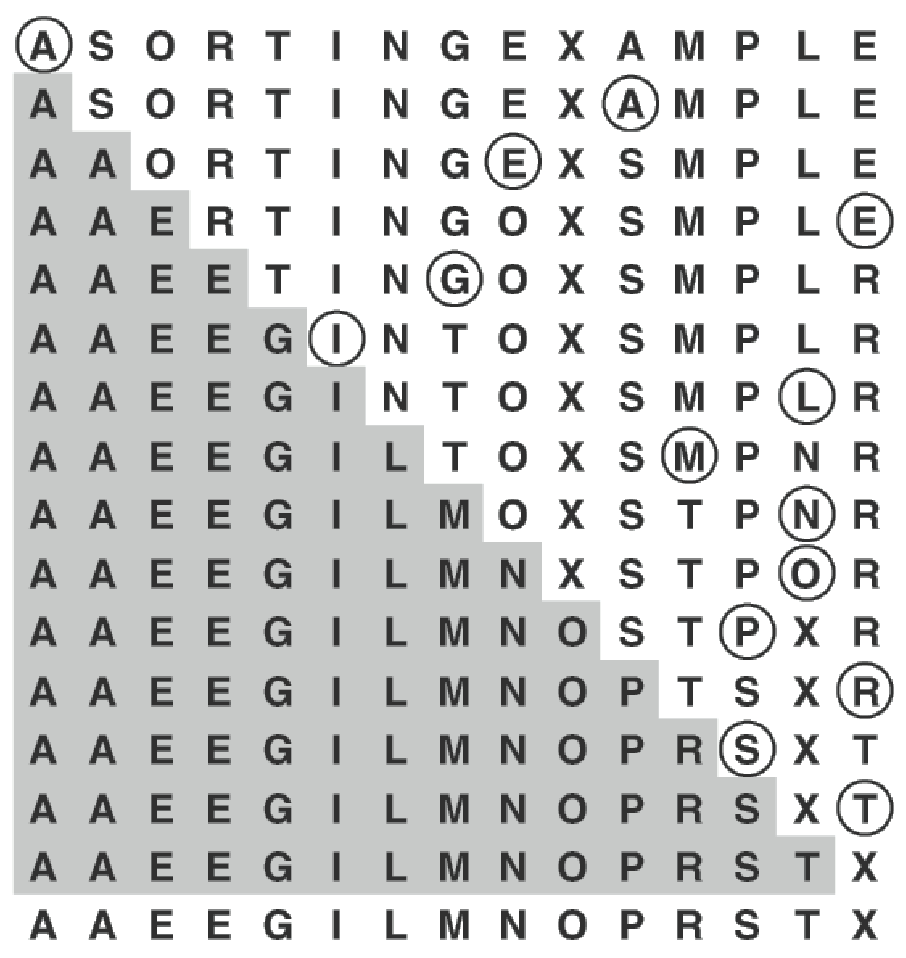 A S O R T I N G E X A M P L E
A S O R T I N G E X A M P L E
A A O R T I N G E X S M P L E
A A E R T I N G O X S M P L E
A A E E T I N G O X S M P L R
A A E E G I N T O X S M P L R
A A E E G I N T O X S M P L R
A A E E G I L T O X S M P N R
A A E E G I L M O X S T P N R
A A E E G I L M N X S T P O R
A A E E G I L M N O S T P X R
A A E E G I L M N O P T S X R
A A E E G I L M N O P R S X T
A A E E G I L M N O P R S X T
A A E E G I L M N O P R S T X
A A E E G I L M N O P R S T X